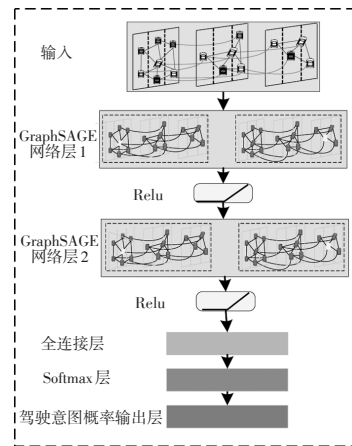 输入
GraphSAGE
网络层1
Relu
GraphSAGE
网络层2
Relu
全连接层
Softmax层
驾驶意图概率输出层